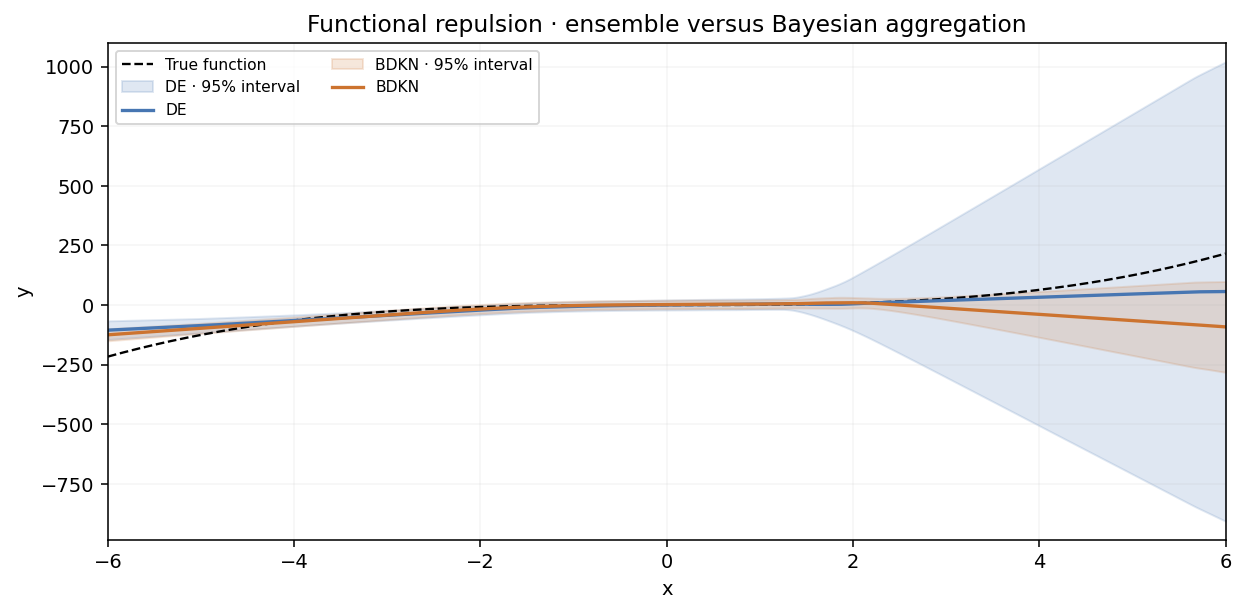 Functional repulsion · ensemble versus Bayesian aggregation
True function
DE · 95% interval
DE
BDKN · 95% interval
BDKN
1000
750
500
250
0
−250
−500
−750
y
−6
−4
−2
0
2
4
6
x